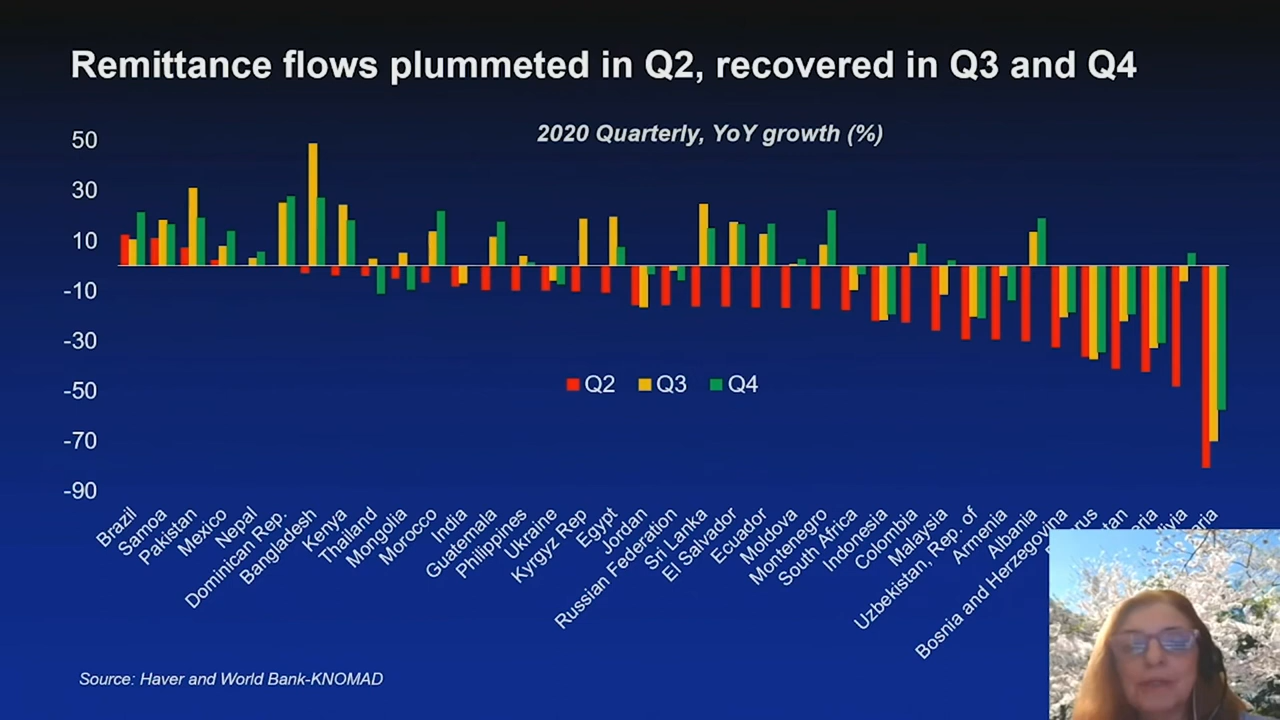 Remittance flows plummeted in Q2, recovered in Q3 and Q4
2020 Quarterly, YoY growth (%)
50
30
10
-10
-30
-50
-70
-90
Q2 Q3 Q4
Brazil
Samoa
Pakistan
Mexico
Nepal
Dominican Rep.
Bangladesh
Kenya
Thailand
Mongolia
Morocco
India
Guatemala
Philippines
Ukraine
Kyrgyz Rep
Egypt
Jordan
Russian Federation
Sri Lanka
El Salvador
Ecuador
Moldova
Montenegro
South Africa
Indonesia
Colombia
Malaysia
Uzbekistan, Rep. of
Armenia
Albania
Bosnia and Herzegovina
Source: Haver and World Bank-KNOMAD